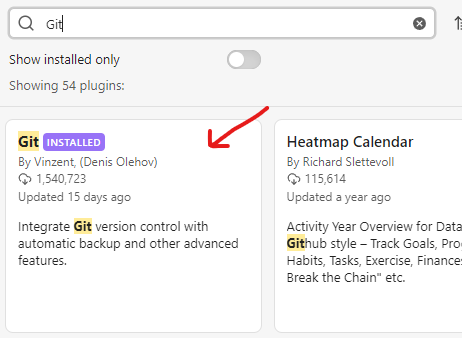 Git
Show installed only
Showing 54 plugins:
Git INSTALLED
By Vinzent, (Denis Olehov)
1,540,723
Updated 15 days ago
Integrate Git version control with
automatic backup and other advanced
features.
Heatmap Calendar
By Richard Slettevoll
115,614
Updated a year ago
Activity Year Overview for Data
Github style – Track Goals, Pro
Habits, Tasks, Exercise, Finances
Break the Chain" etc.